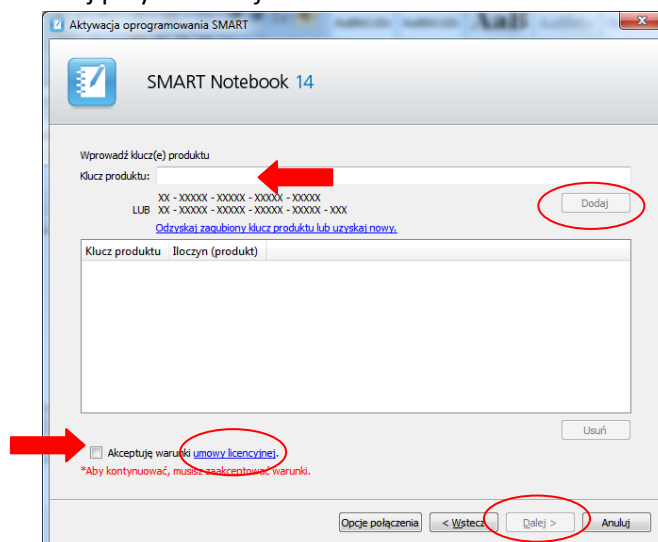 Aktywacja oprogramowania SMART
SMART Notebook 14
Wprowadź klucz(e) produktu
Klucz produktu:
XX - XXXXX - XXXXX - XXXXX - XXXXX
LUB XX - XXXXX - XXXXX - XXXXX - XXXXX - XXX
Dodaj
Odzyskaj zagubiony klucz produktu lub uzyskaj nowy.
Klucz produktu Iloczyn (produkt)
Usuń
Akceptuję warunki umowy licencyjnej.
*Aby kontynuować, musisz zaakceptować warunki.
Opcje połączenia < Wstecz Dalej > Anuluj